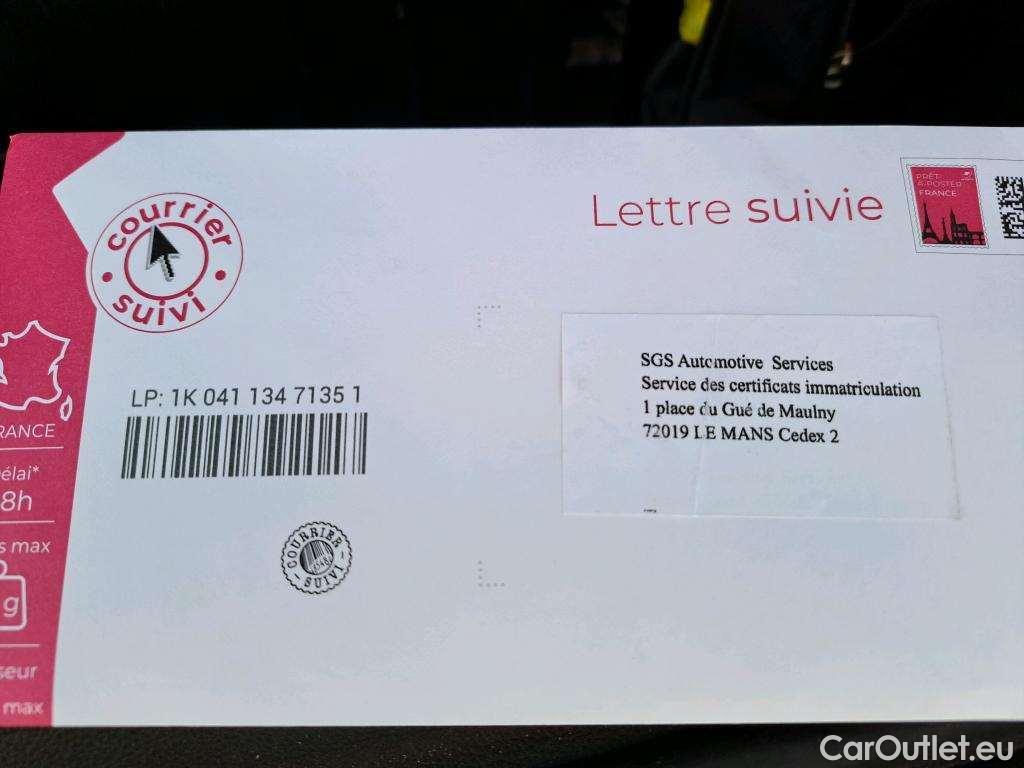 courrier
suivi
Lettre suivie
PRÊT-
À-POSTER
FRANCE
LP: 1K 041 134 7135 1
SGS Automotive Services
Service des certificats immatriculation
1 place du Gué de Maulny
72019 LE MANS Cedex 2
RANCE
élai*
8h
s max
g
seur
max
COURRIER
SUIVI
CarOutlet.eu